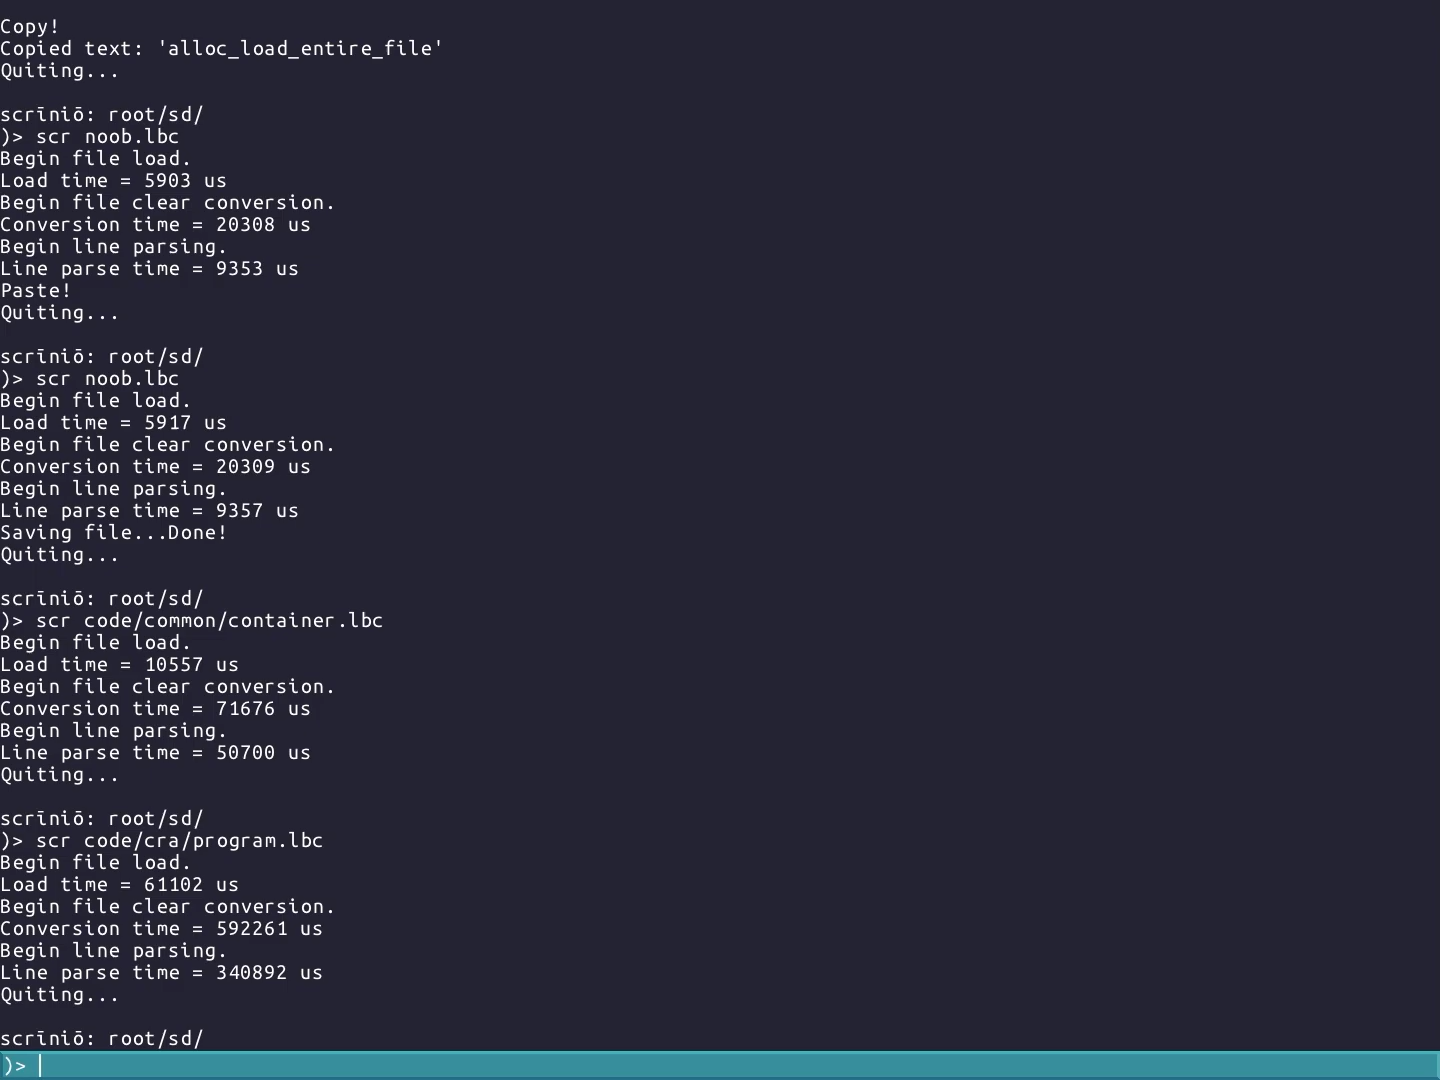 Copy!
Copied text: 'alloc_load_entire_file'
Quiting...
scrīniō: root/sd/
)> scr noob.lbc
Begin file load.
Load time = 5903 us
Begin file clear conversion.
Conversion time = 20308 us
Begin line parsing.
Line parse time = 9353 us
Paste!
Quiting...
scrīniō: root/sd/
)> scr noob.lbc
Begin file load.
Load time = 5917 us
Begin file clear conversion.
Conversion time = 20309 us
Begin line parsing.
Line parse time = 9357 us
Saving file...Done!
Quiting...
scrīniō: root/sd/
)> scr code/common/container.lbc
Begin file load.
Load time = 10557 us
Begin file clear conversion.
Conversion time = 71676 us
Begin line parsing.
Line parse time = 50700 us
Quiting...
scrīniō: root/sd/
)> scr code/cra/program.lbc
Begin file load.
Load time = 61102 us
Begin file clear conversion.
Conversion time = 592261 us
Begin line parsing.
Line parse time = 340892 us
Quiting...
scrīniō: root/sd/
)>